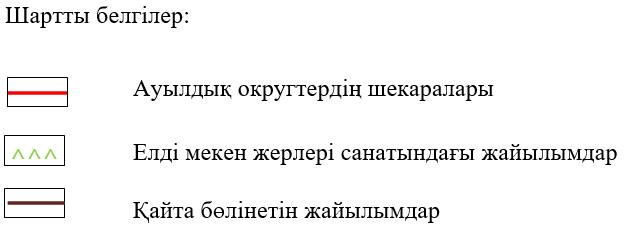 Шартты белгілер:
Ауылдық округтердің шекаралары
Елді мекен жерлері санатындағы жайылымдар
Қайта бөлінетін жайылымдар